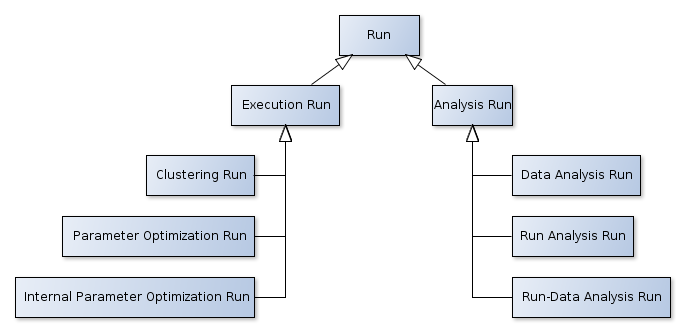 Run
Execution Run
Analysis Run
Clustering Run
Data Analysis Run
Parameter Optimization Run
Run Analysis Run
Internal Parameter Optimization Run
Run-Data Analysis Run